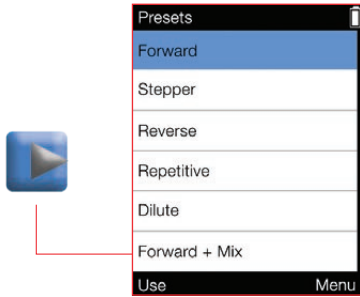 Presets
Forward
Stepper
Reverse
Repetitive
Dilute
Forward + Mix
Use Menu